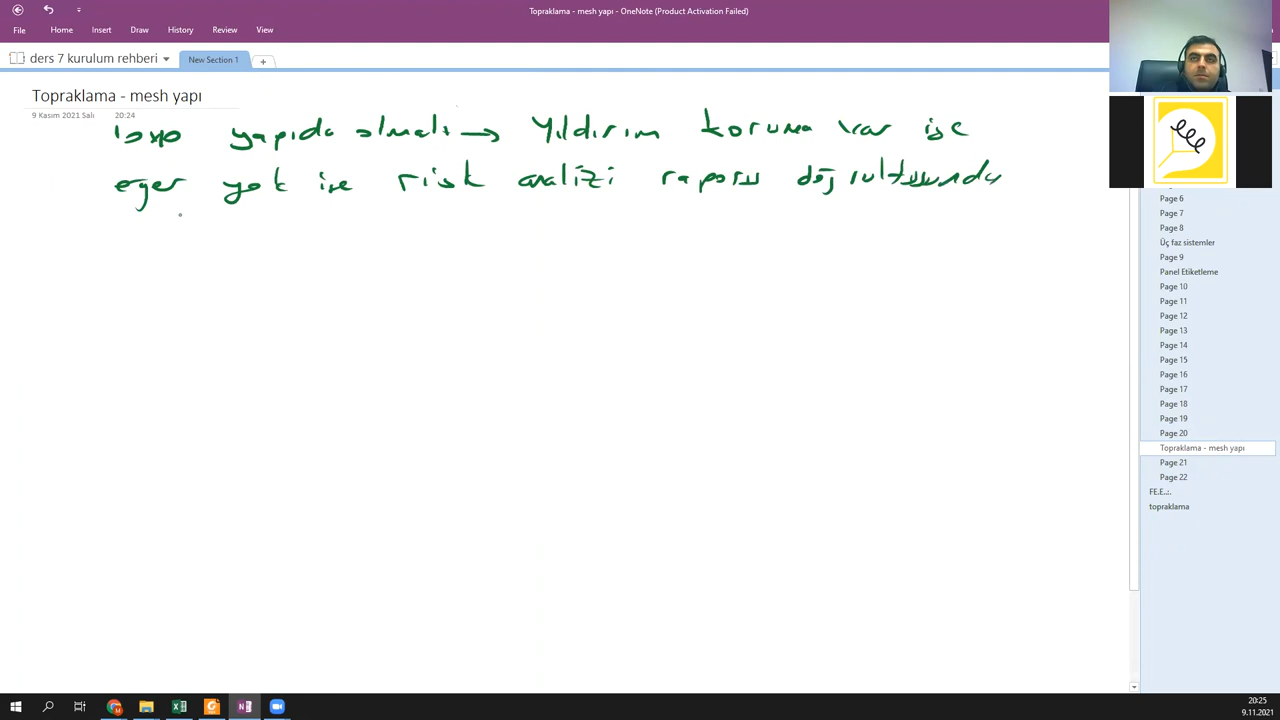 Topraklama - mesh yapı - OneNote (Product Activation Failed)
File Home Insert Draw History Review View
ders 7 kurulum rehberi New Section 1 +
Topraklama - mesh yapı
9 Kasım 2021 Salı 20:24
yapıda olmalı → Yıldırım koruma var ise
eğer yok ise risk analizi raporu doğrultusunda
Page 6
Page 7
Page 8
Üç faz sistemler
Page 9
Panel Etiketleme
Page 10
Page 11
Page 12
Page 13
Page 14
Page 15
Page 16
Page 17
Page 18
Page 19
Page 20
Topraklama - mesh yapı
Page 21
Page 22
FE.E..:.
topraklama
20:25
9.11.2021